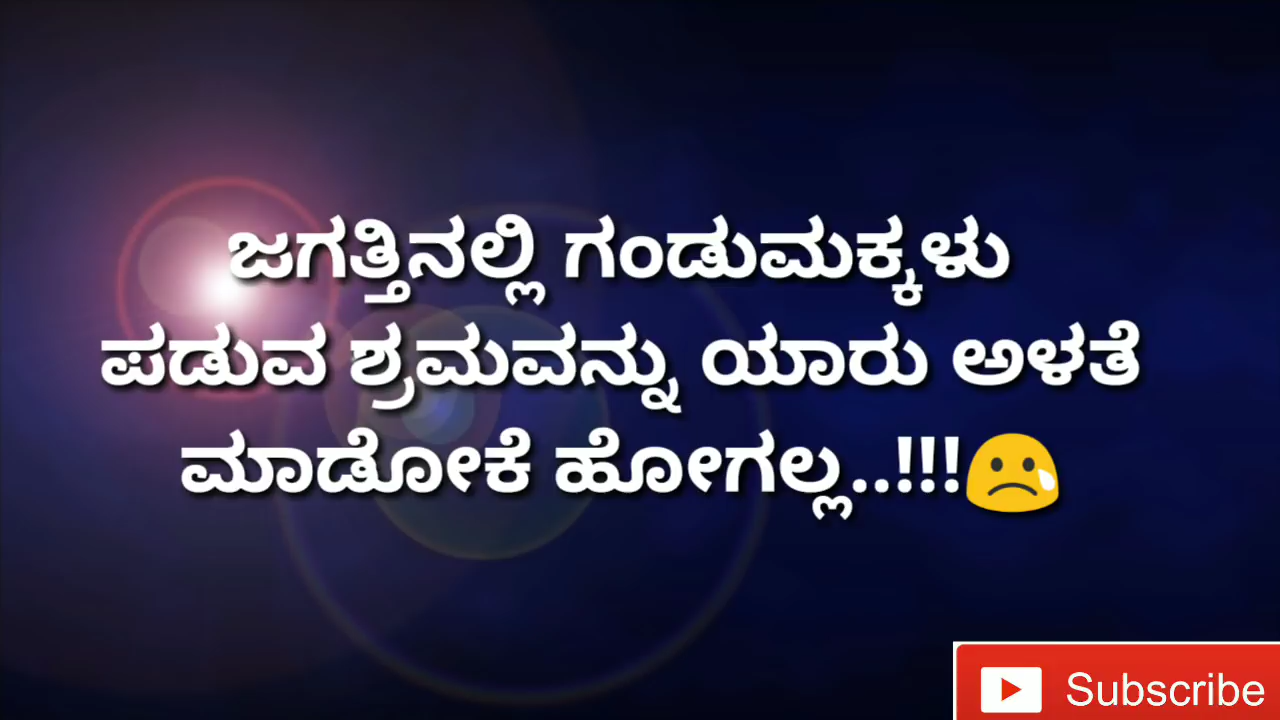 ಜಗತ್ತಿನಲ್ಲಿ ಗಂಡುಮಕ್ಕಳು
ಪಡುವ ಶ್ರಮವನ್ನು ಯಾರು ಅಳತೆ
ಮಾಡೋಕೆ ಹೋಗಲ್ಲ..!!!😢
Subscribe